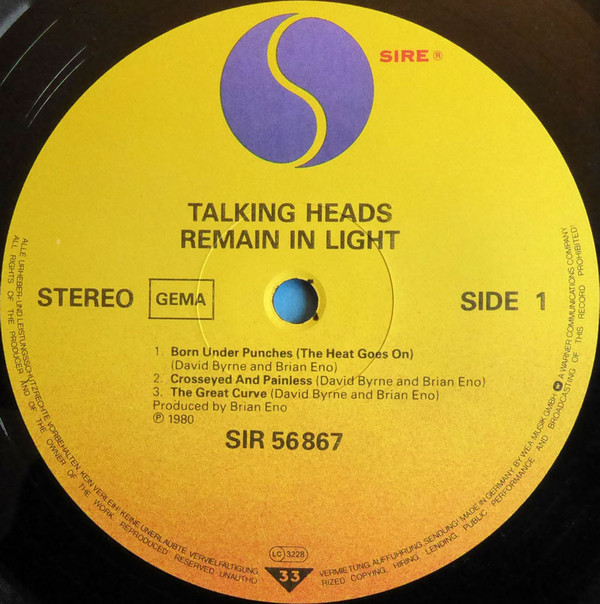 SIRE ®
TALKING HEADS
REMAIN IN LIGHT
STEREO
GEMA
SIDE 1
1. Born Under Punches (The Heat Goes On)
(David Byrne and Brian Eno)
2. Crosseyed And Painless (David Byrne and Brian Eno)
3. The Great Curve (David Byrne and Brian Eno)
Produced by Brian Eno
℗ 1980
SIR 56 867
LC 3228
33
ALLE URHEBER- UND LEISTUNGSSCHUTZRECHTE VORBEHALTEN. KEIN VERLEIH! KEINE UNERLAUBTE VERVIELFÄLTIGUNG, VERMIETUNG, AUFFÜHRUNG, SENDUNG! MADE IN GERMANY BY WEA MUSIK GMBH A WARNER COMMUNICATIONS COMPANY
ALL RIGHTS OF THE PRODUCER AND OF THE OWNER OF THE WORK REPRODUCED RESERVED UNAUTHORIZED COPYING, HIRING LENDING, PUBLIC PERFORMANCE AND BROADCASTING OF THIS RECORD PROHIBITED!